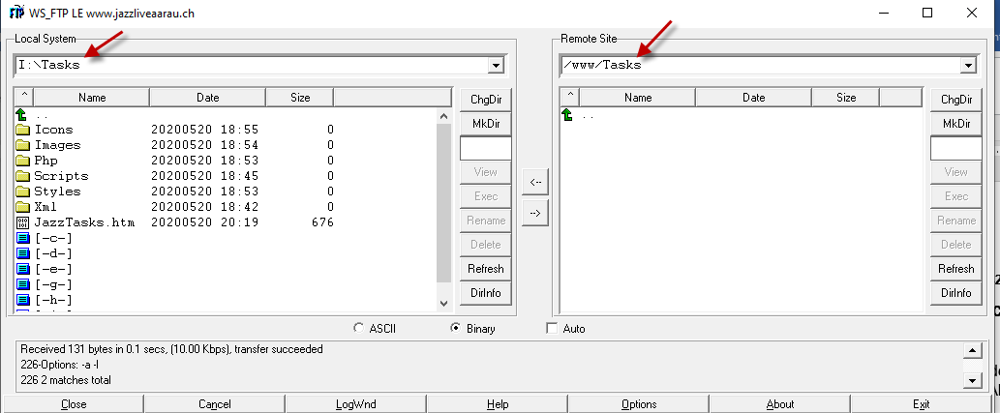 FTP WS_FTP LE www.jazzliveaarau.ch
Local System
I:\Tasks
^ Name Date Size
..
Icons 20200520 18:55 0
Images 20200520 18:54 0
Php 20200520 18:53 0
Scripts 20200520 18:45 0
Styles 20200520 18:53 0
Xml 20200520 18:42 0
JazzTasks.htm 20200520 20:19 676
[-c-]
[-d-]
[-e-]
[-g-]
[-h-]
ChgDir
MkDir
View
Exec
Rename
Delete
Refresh
DirInfo
<--
-->
Remote Site
/www/Tasks
^ Name Date Size
..
ChgDir
MkDir
View
Exec
Rename
Delete
Refresh
DirInfo
ASCII Binary Auto
Received 131 bytes in 0.1 secs, (10.00 Kbps), transfer succeeded
226-Options: -a -l
226 2 matches total
Close Cancel LogWnd Help Options About Exit